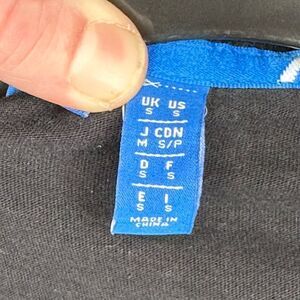 UK US
S S
J CDN
M S/P
D F
S S
E I
S S
MADE IN
CHINA